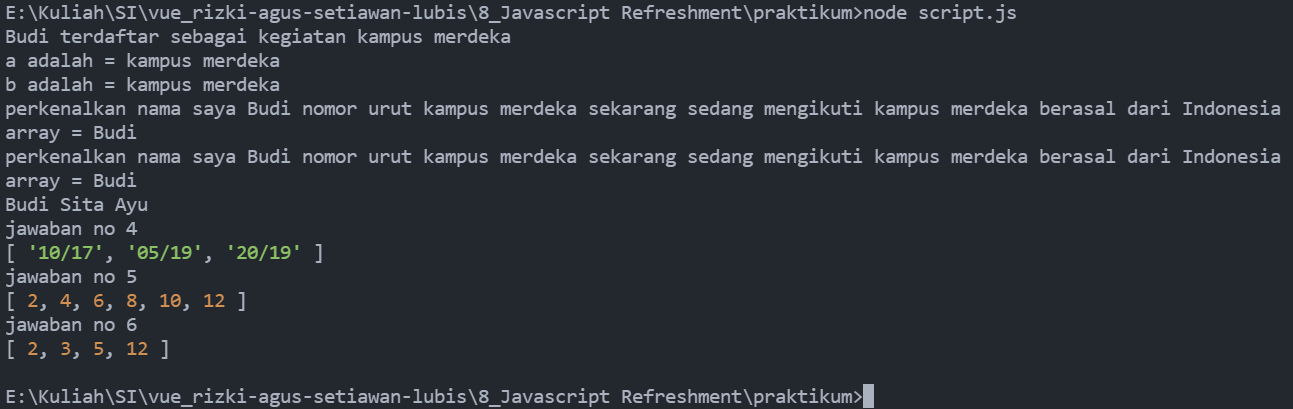 E:\Kuliah\SI\vue_rizki-agus-setiawan-lubis\8_Javascript Refreshment\praktikum>node script.js
Budi terdaftar sebagai kegiatan kampus merdeka
a adalah = kampus merdeka
b adalah = kampus merdeka
perkenalkan nama saya Budi nomor urut kampus merdeka sekarang sedang mengikuti kampus merdeka berasal dari Indonesia
array = Budi
perkenalkan nama saya Budi nomor urut kampus merdeka sekarang sedang mengikuti kampus merdeka berasal dari Indonesia
array = Budi
Budi Sita Ayu
jawaban no 4
[ '10/17', '05/19', '20/19' ]
jawaban no 5
[ 2, 4, 6, 8, 10, 12 ]
jawaban no 6
[ 2, 3, 5, 12 ]
E:\Kuliah\SI\vue_rizki-agus-setiawan-lubis\8_Javascript Refreshment\praktikum>